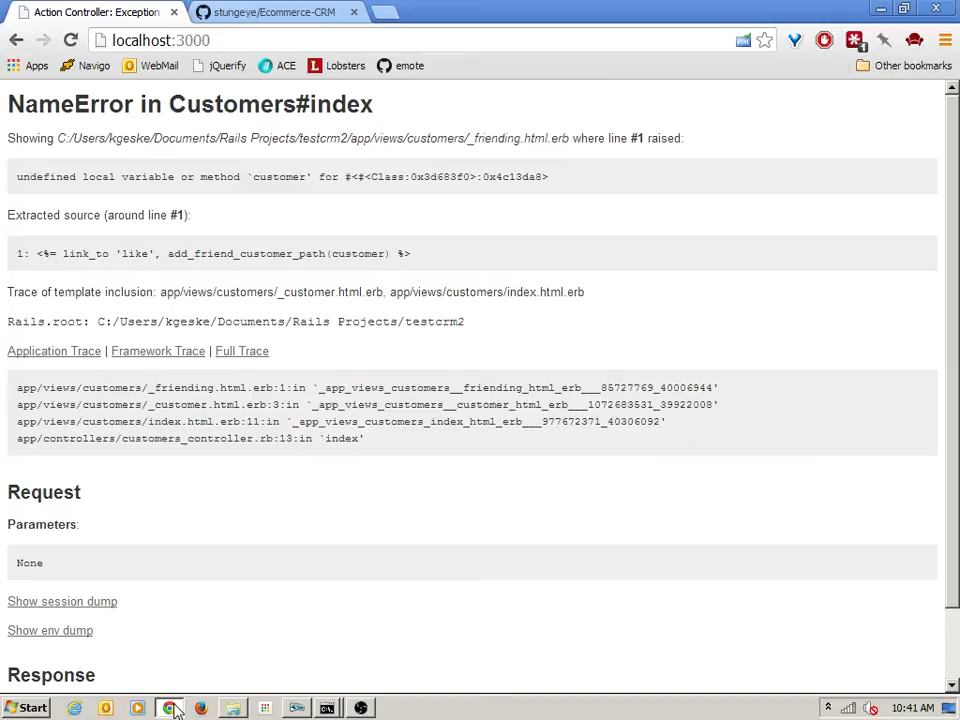 Action Controller: Exception
stungeye/Ecommerce-CRM
localhost:3000
Apps
Navigo
WebMail
jQuerify
ACE
Lobsters
emote
Other bookmarks
NameError in Customers#index
Showing C:/Users/kgeske/Documents/Rails Projects/testcrm2/app/views/customers/_friending.html.erb where line #1 raised:
undefined local variable or method `customer' for #<#<Class:0x3d683f0>:0x4c13da8>
Extracted source (around line #1):
1: <%= link_to 'like', add_friend_customer_path(customer) %>
Trace of template inclusion: app/views/customers/_customer.html.erb, app/views/customers/index.html.erb
Rails.root: C:/Users/kgeske/Documents/Rails Projects/testcrm2
Application Trace | Framework Trace | Full Trace
app/views/customers/_friending.html.erb:1:in `_app_views_customers__friending_html_erb___85727769_40006944'
app/views/customers/_customer.html.erb:3:in `_app_views_customers__customer_html_erb___1072683531_39922008'
app/views/customers/index.html.erb:11:in `_app_views_customers_index_html_erb___977672371_40306092'
app/controllers/customers_controller.rb:13:in `index'
Request
Parameters:
None
Show session dump
Show env dump
Response
Start
10:41 AM